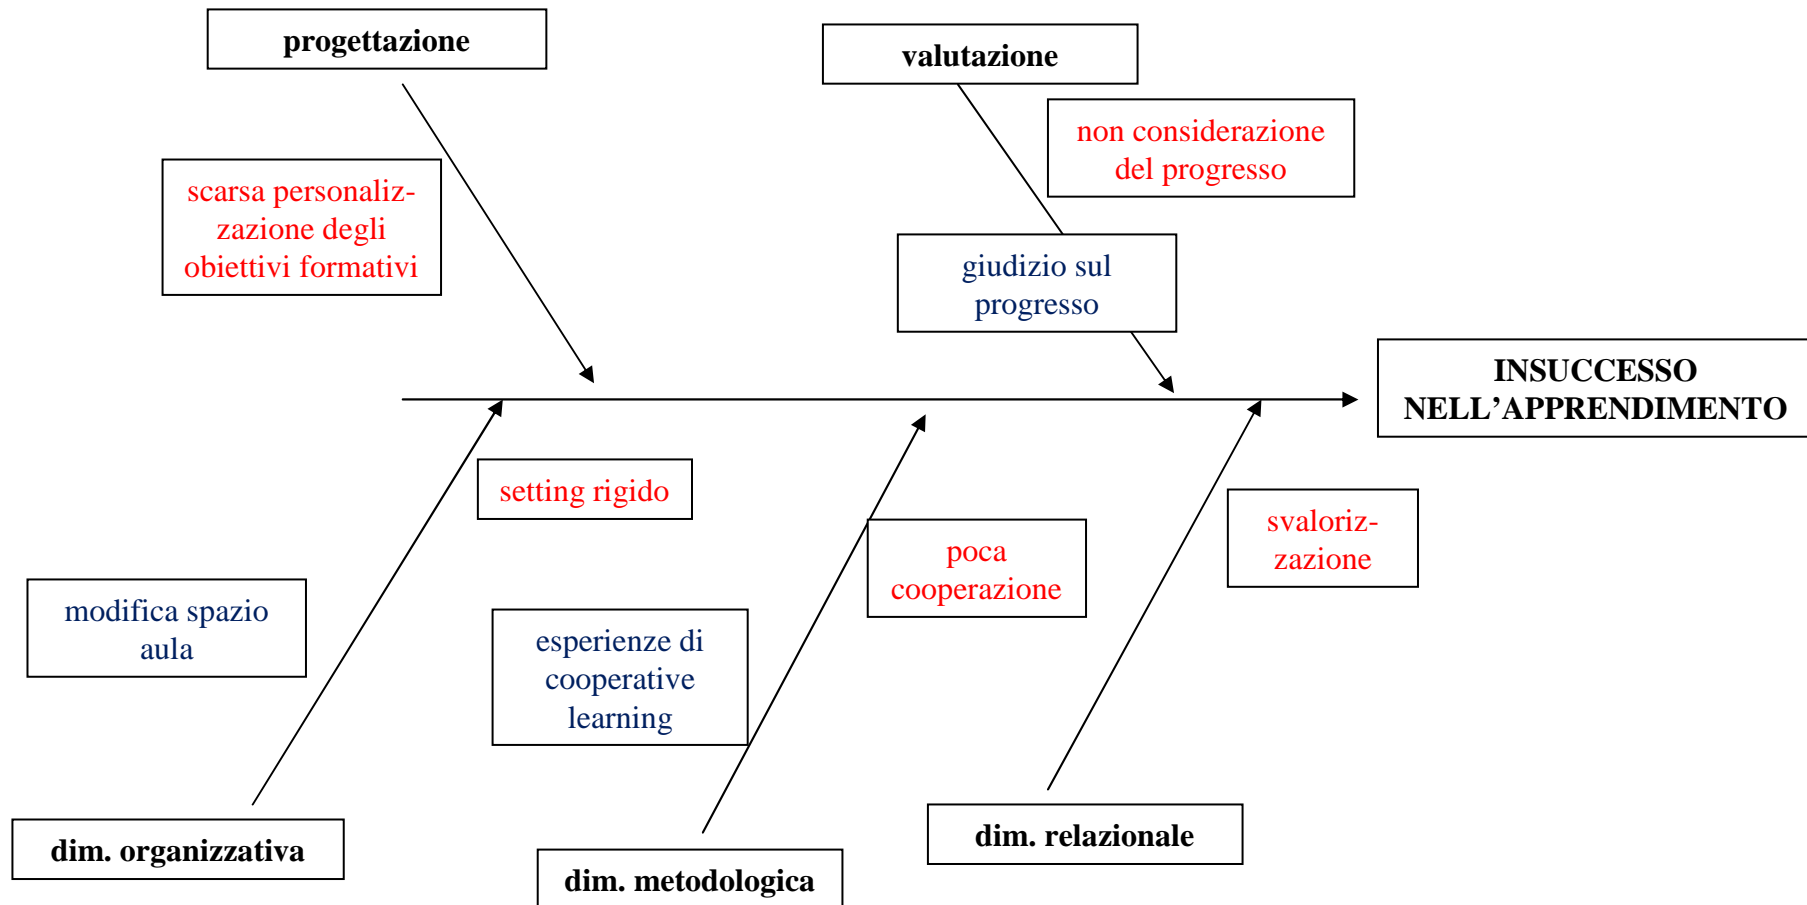 progettazione
valutazione
non considerazione
del progresso
scarsa personaliz-
zazione degli
obiettivi formativi
giudizio sul
progresso
INSUCCESSO
NELL’APPRENDIMENTO
setting rigido
svaloriz-
zazione
poca
cooperazione
modifica spazio
aula
esperienze di
cooperative
learning
dim. organizzativa
dim. metodologica
dim. relazionale